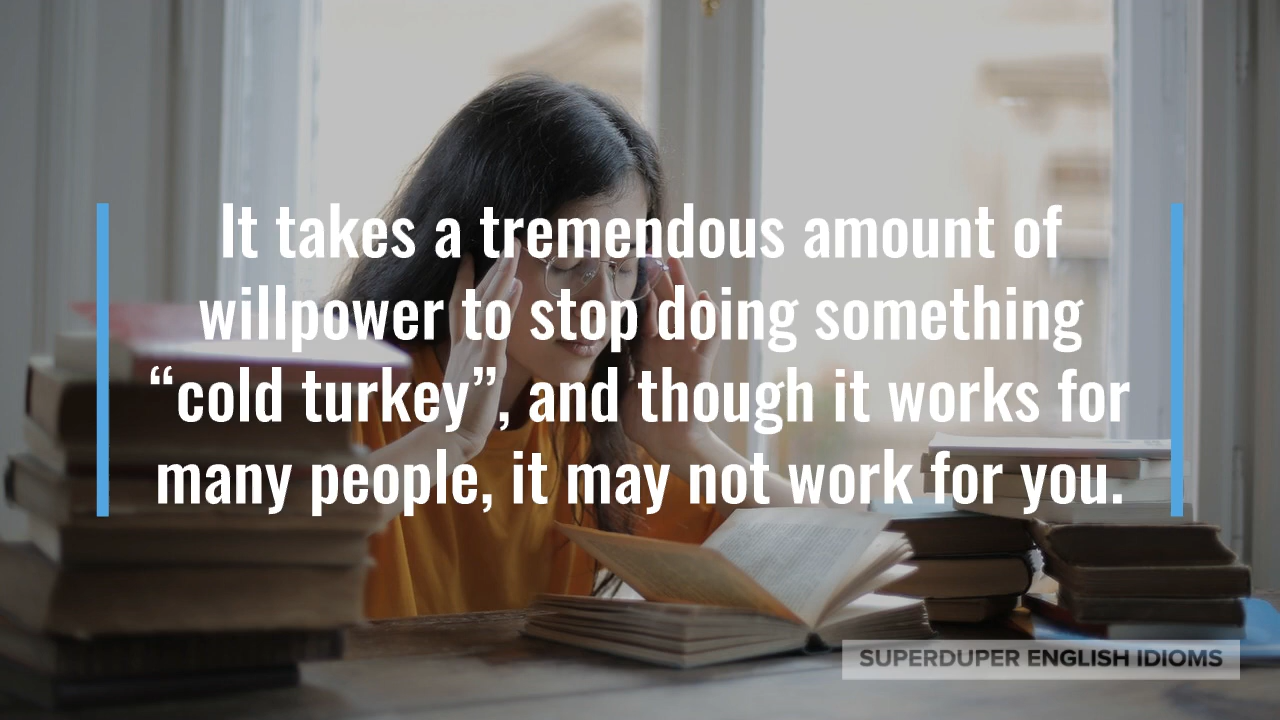 It takes a tremendous amount of
willpower to stop doing something
“cold turkey”, and though it works for
many people, it may not work for you.
SUPERDUPER ENGLISH IDIOMS